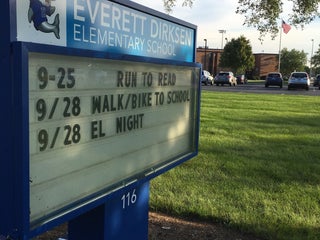 EVERETT DIRKSEN
ELEMENTARY SCHOOL
9-25 RUN TO READ
9/28 WALK/BIKE TO SCHOOL
9/28 EL NIGHT
116